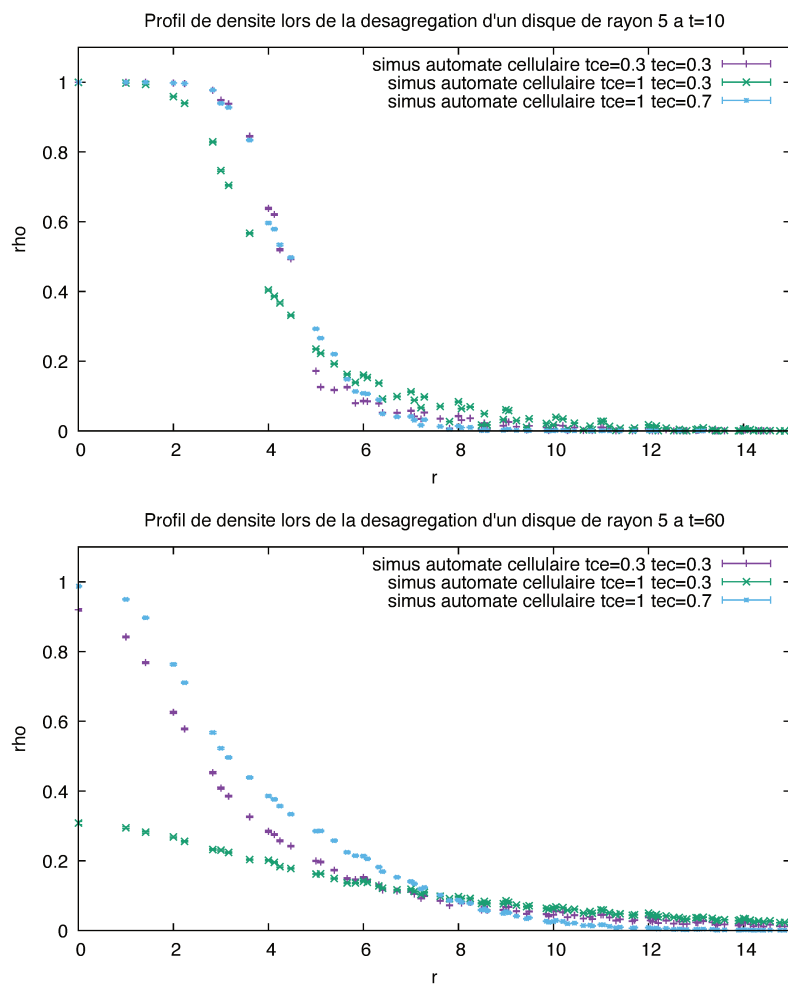 Profil de densite lors de la desagregation d'un disque de rayon 5 a t=10
simus automate cellulaire tce=0.3 tec=0.3
simus automate cellulaire tce=1 tec=0.3
simus automate cellulaire tce=1 tec=0.7
1
0.8
0.6
0.4
0.2
0
rho
0 2 4 6 8 10 12 14
r
Profil de densite lors de la desagregation d'un disque de rayon 5 a t=60
simus automate cellulaire tce=0.3 tec=0.3
simus automate cellulaire tce=1 tec=0.3
simus automate cellulaire tce=1 tec=0.7
1
0.8
0.6
0.4
0.2
0
rho
0 2 4 6 8 10 12 14
r